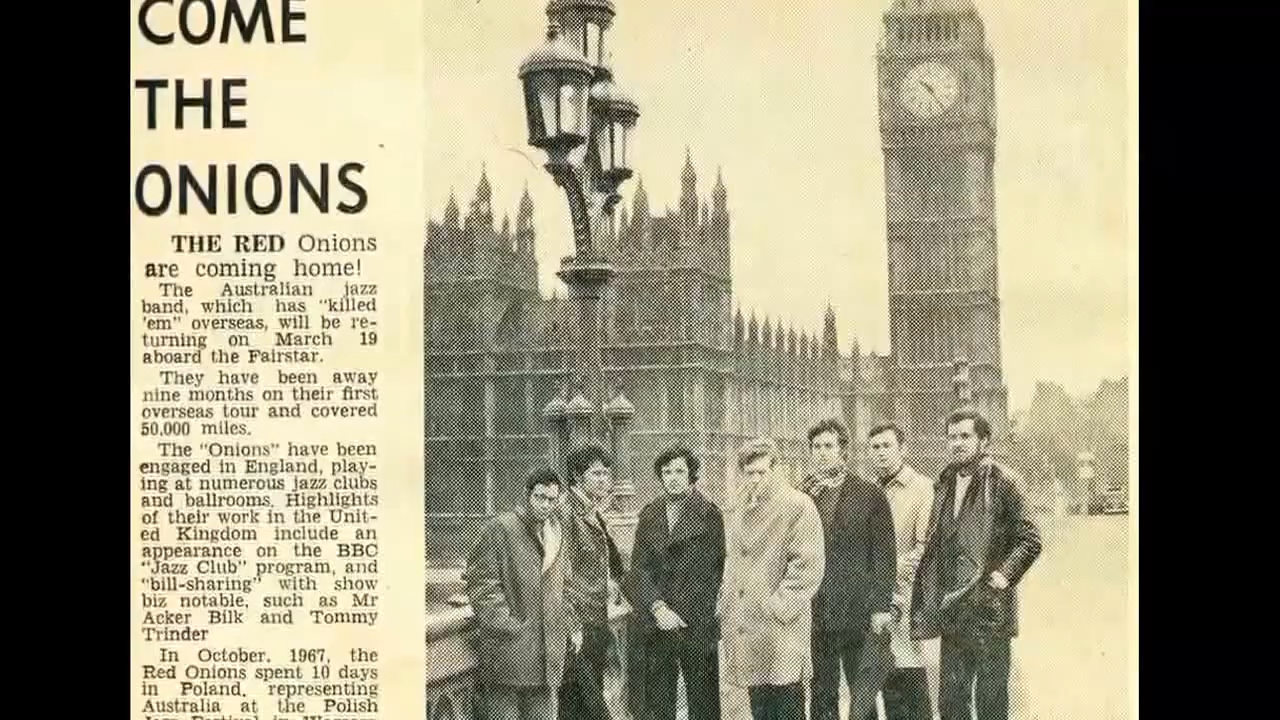 COME
THE
ONIONS
THE RED Onions
are coming home!
The Australian jazz
band, which has "killed
'em" overseas, will be re-
turning on March 19
aboard the Fairstar.
They have been away
nine months on their first
overseas tour and covered
50,000 miles.
The "Onions" have been
engaged in England, play-
ing at numerous jazz clubs
and ballrooms. Highlights
of their work in the Unit-
ed Kingdom include an
appearance on the BBC
"Jazz Club" program, and
"bill-sharing" with show
biz notable, such as Mr
Acker Bilk and Tommy
Trinder
In October, 1967, the
Red Onions spent 10 days
in Poland, representing
Australia at the Polish
Jazz Festival in